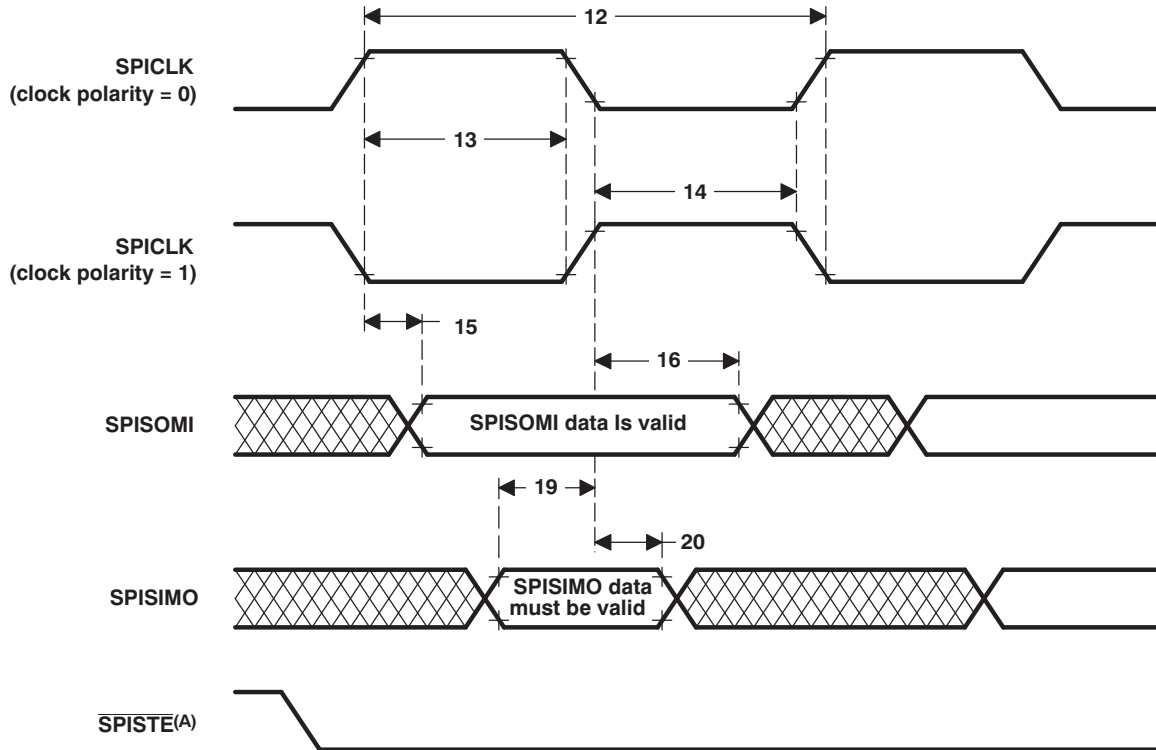 12
SPICLK
(clock polarity = 0)
13
14
SPICLK
(clock polarity = 1)
15
16
SPISOMI
SPISOMI data Is valid
19
20
SPISIMO
SPISIMO data
must be valid
SPISTE(A)